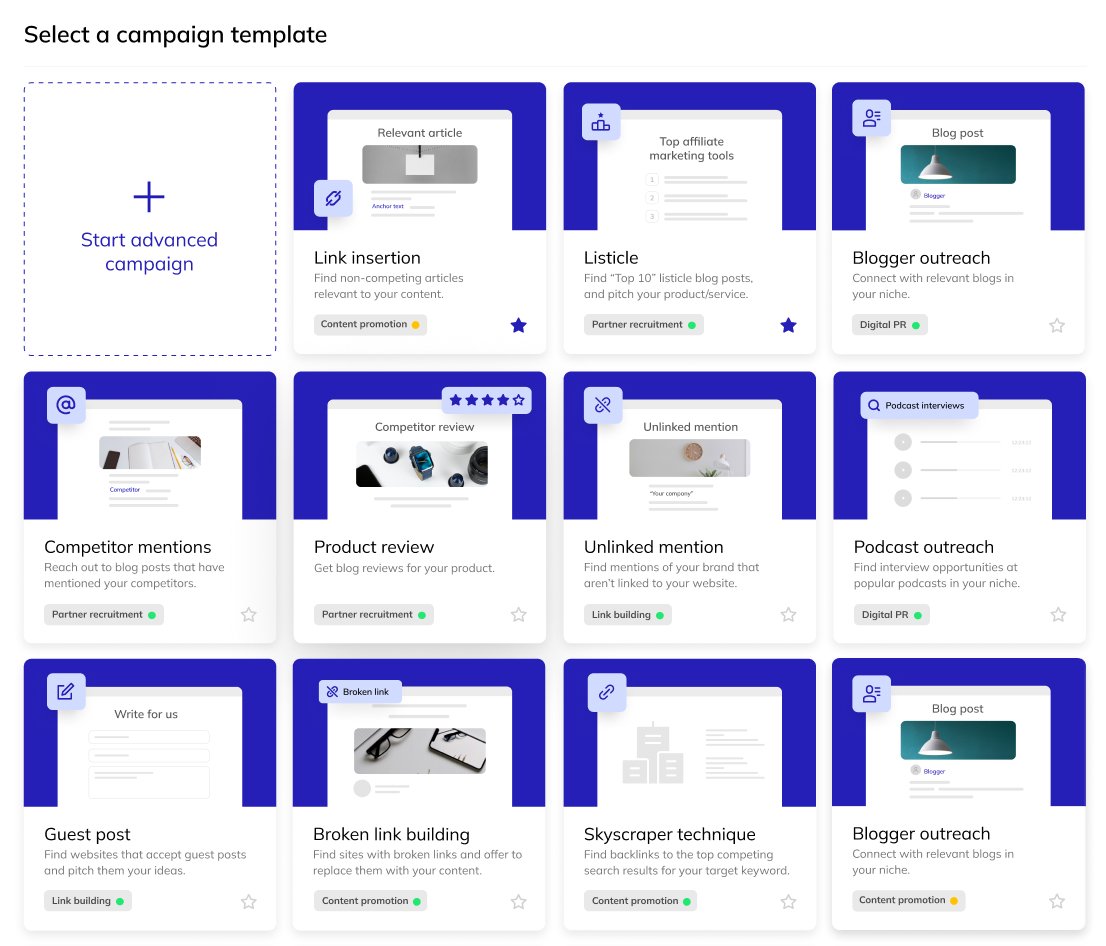 Select a campaign template
Start advanced
campaign
Relevant article
Anchor text
Link insertion
Find non-competing articles
relevant to your content.
Content promotion
Top affiliate
marketing tools
1
2
3
Listicle
Find “Top 10” listicle blog posts,
and pitch your product/service.
Partner recruitment
Blog post
Blogger
Blogger outreach
Connect with relevant blogs in
your niche.
Digital PR
Competitor
Competitor mentions
Reach out to blog posts that have
mentioned your competitors.
Partner recruitment
Competitor review
Product review
Get blog reviews for your product.
Partner recruitment
Unlinked mention
“Your company”
Unlinked mention
Find mentions of your brand that
aren’t linked to your website.
Link building
Podcast interviews
Podcast outreach
Find interview opportunities at
popular podcasts in your niche.
Digital PR
Write for us
Guest post
Find websites that accept guest posts
and pitch them your ideas.
Link building
Broken link
Broken link building
Find sites with broken links and offer to
replace them with your content.
Content promotion
Skyscraper technique
Find backlinks to the top competing
search results for your target keyword.
Content promotion
Blog post
Blogger
Blogger outreach
Connect with relevant blogs in
your niche.
Content promotion